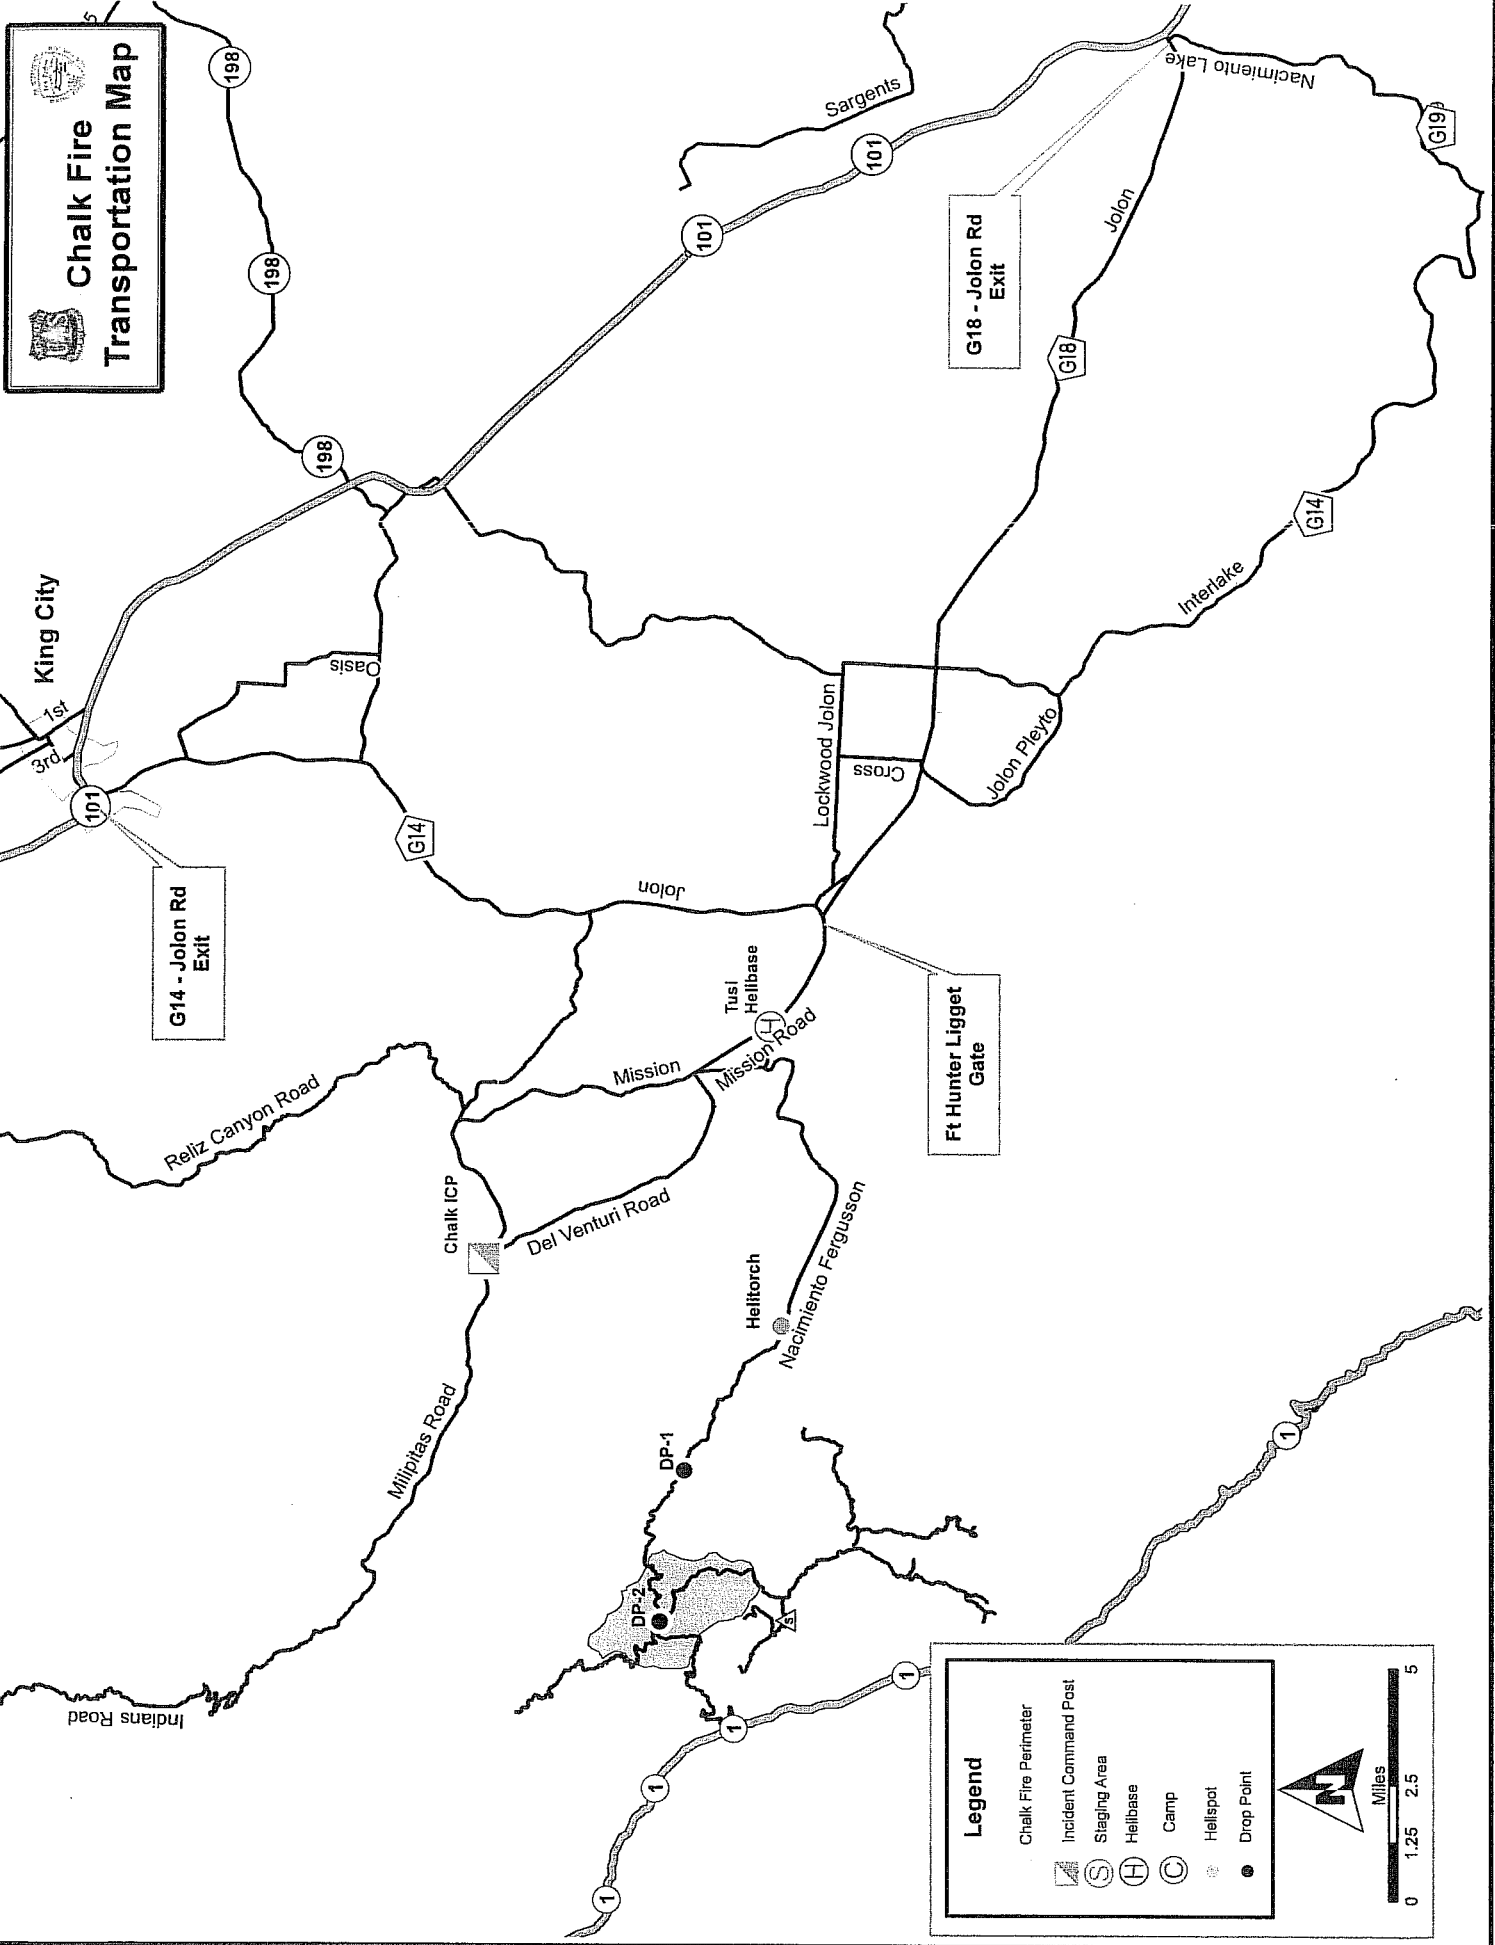 Chalk Fire
Transportation Map
King City
1st
3rd
101
198
198
198
101
101
Sargents
G14 - Jolon Rd
Exit
Oasis
G14
Jolon
Reliz Canyon Road
Indians Road
Milipitas Road
Chalk ICP
Del Venturi Road
Mission
Mission Road
Tusi
Helibase
H
Ft Hunter Ligget
Gate
Lockwood Jolon
Cross
Jolon Pleyto
Interlake
G14
G18
Jolon
G18 - Jolon Rd
Exit
Nacimiento Lake
G19
Helitorch
Nacimiento Fergusson
DP-1
DP-2
S
1
1
1
1
1
Legend
Chalk Fire Perimeter
Incident Command Post
S Staging Area
H Helibase
C Camp
Helispot
Drop Point
N
Miles
0 1.25 2.5 5